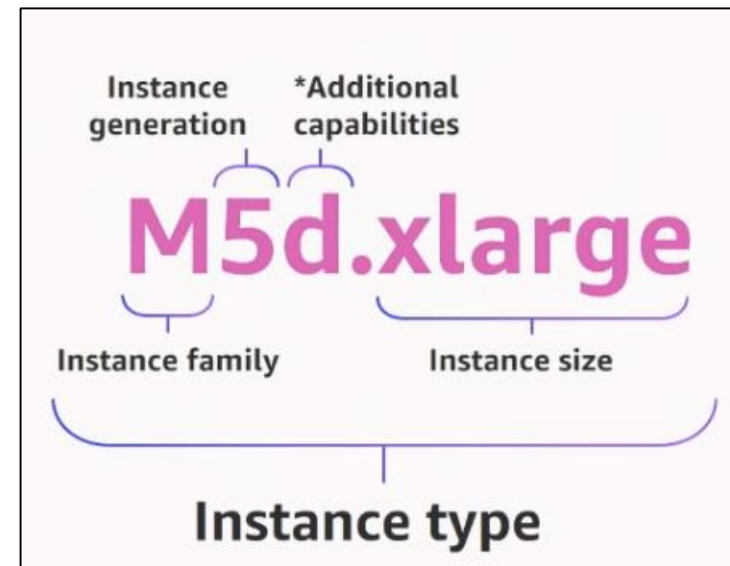 Instance *Additional
generation capabilities
M5d.xlarge
Instance family Instance size
Instance type